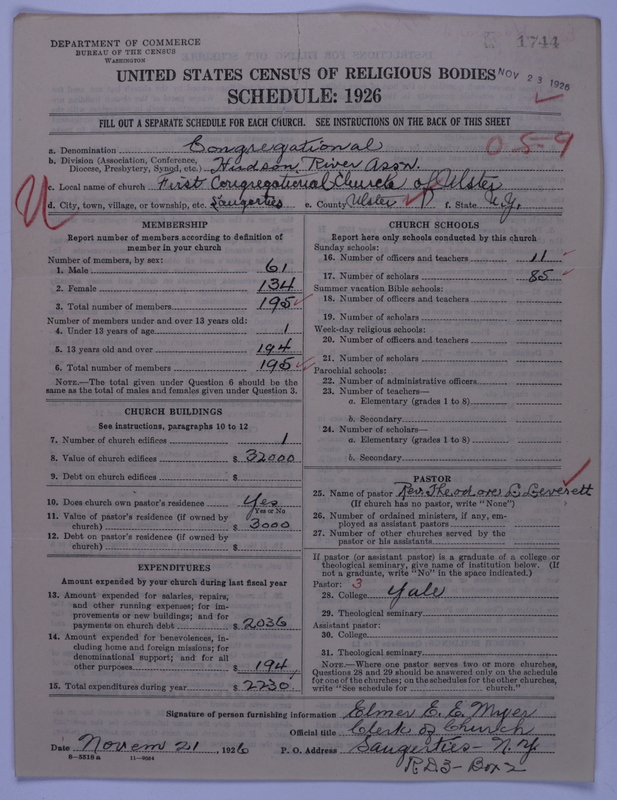 DEPARTMENT OF COMMERCE
BUREAU OF THE CENSUS
WASHINGTON
1744
UNITED STATES CENSUS OF RELIGIOUS BODIES
NOV 23 1926
SCHEDULE: 1926
FILL OUT A SEPARATE SCHEDULE FOR EACH CHURCH. SEE INSTRUCTIONS ON THE BACK OF THIS SHEET
a. Denomination Congregational
0 5-9
b. Division (Association, Conference, Diocese, Presbytery, Synod, etc.) Hudson River Assn.
c. Local name of church First Congregational Church of Ulster
d. City, town, village, or township, etc. Saugerties e. County Ulster f. State N.Y.
MEMBERSHIP
Report number of members according to definition of
member in your church
Number of members, by sex:
1. Male 61
2. Female 134
3. Total number of members 195
Number of members under and over 13 years old:
4. Under 13 years of age 1
5. 13 years old and over 194
6. Total number of members 195
NOTE.—The total given under Question 6 should be
same as the total of males and females given under Question 3.
CHURCH BUILDINGS
See instructions, paragraphs 10 to 12
7. Number of church edifices 1
8. Value of church edifices $ 32000
9. Debt on church edifices $
10. Does church own pastor's residence Yes
Yes or No
11. Value of pastor's residence (if owned by
church) $ 3000
12. Debt on pastor's residence (if owned by
church) $
EXPENDITURES
Amount expended by your church during last fiscal year
13. Amount expended for salaries, repairs,
and other running expenses; for im-
provements or new buildings; and for
payments on church debt $ 2036
14. Amount expended for benevolences, in-
cluding home and foreign missions; for
denominational support; and for all
other purposes $ 194
15. Total expenditures during year $ 2230
CHURCH SCHOOLS
Report here only schools conducted by this church
Sunday schools:
16. Number of officers and teachers 11
17. Number of scholars 85
Summer vacation Bible schools:
18. Number of officers and teachers
19. Number of scholars
Week-day religious schools:
20. Number of officers and teachers
21. Number of scholars
Parochial schools:
22. Number of administrative officers
23. Number of teachers—
a. Elementary (grades 1 to 8)
b. Secondary
24. Number of scholars—
a. Elementary (grades 1 to 8)
b. Secondary
PASTOR
25. Name of pastor Rev. Theodore L Leverett
(If church has no pastor, write "None")
26. Number of ordained ministers, if any, em-
ployed as assistant pastors
27. Number of other churches served by the
pastor or his assistants
If pastor (or assistant pastor) is a graduate of a college or
theological seminary, give name of institution below. (If
not a graduate, write "No" in the space indicated.)
Pastor: 3
28. College Yale
29. Theological seminary
Assistant pastor:
30. College
31. Theological seminary
NOTE.—Where one pastor serves two or more churches,
Questions 28 and 29 should be answered only on the schedule
for one of the churches; on the schedules for the other churches,
write "See schedule for church."
Signature of person furnishing information Elmer E. E. Myer
Official title Clerk of Church
Date Novem 21, 1926 P. O. Address Saugerties - N.Y.
8—5518 a 11—9024
R.D.3 - Box 2